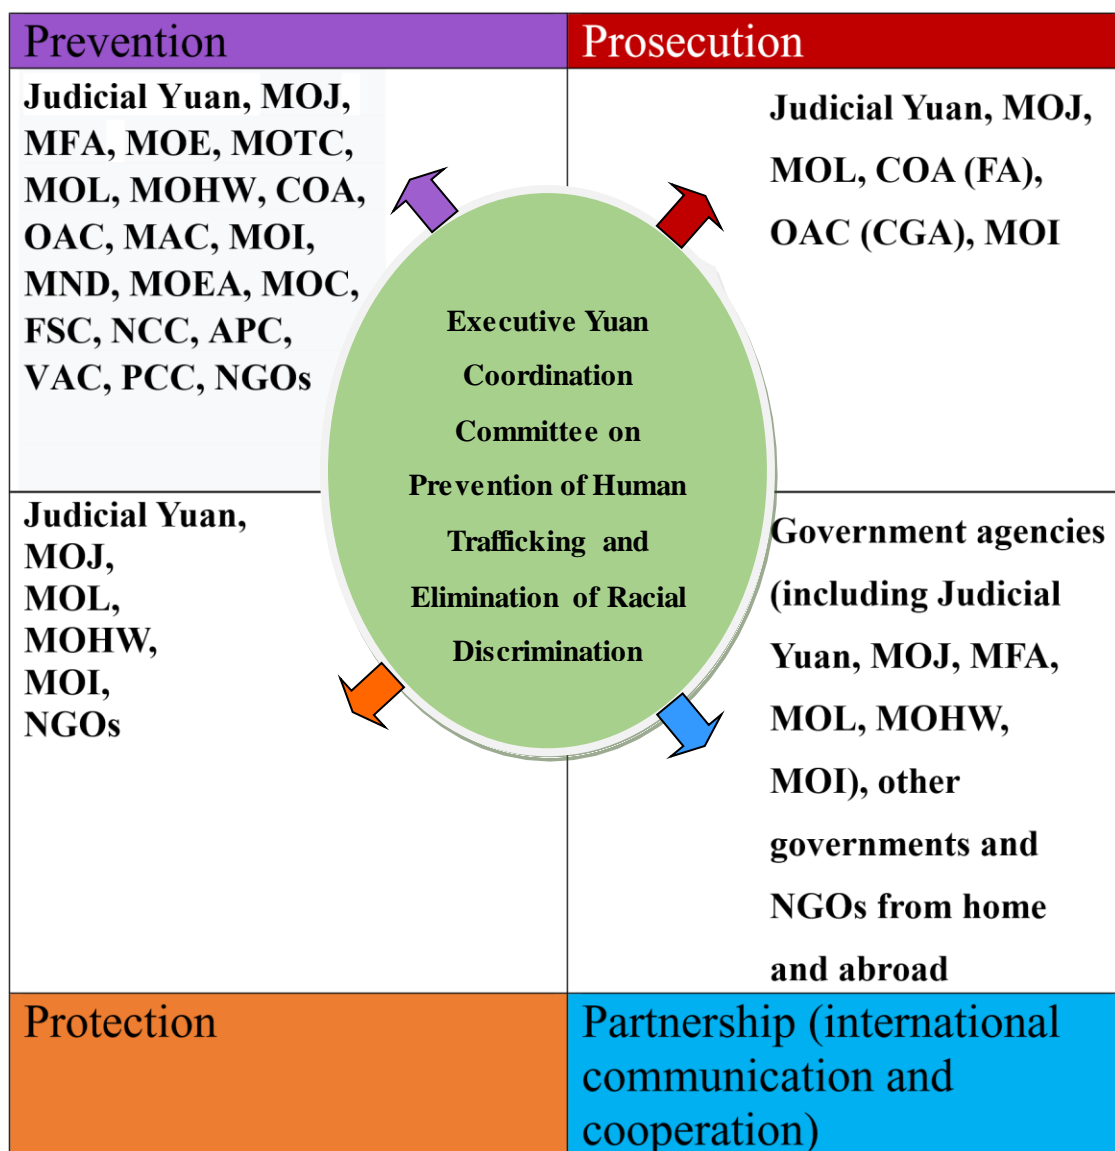 Prevention
Judicial Yuan, MOJ,
MFA, MOE, MOTC,
MOL, MOHW, COA,
OAC, MAC, MOI,
MND, MOEA, MOC,
FSC, NCC, APC,
VAC, PCC, NGOs
Prosecution
Judicial Yuan, MOJ,
MOL, COA (FA),
OAC (CGA), MOI
Executive Yuan
Coordination
Committee on
Prevention of Human
Trafficking and
Elimination of Racial
Discrimination
Judicial Yuan,
MOJ,
MOL,
MOHW,
MOI,
NGOs
Protection
Government agencies
(including Judicial
Yuan, MOJ, MFA,
MOL, MOHW,
MOI), other
governments and
NGOs from home
and abroad
Partnership (international
communication and
cooperation)